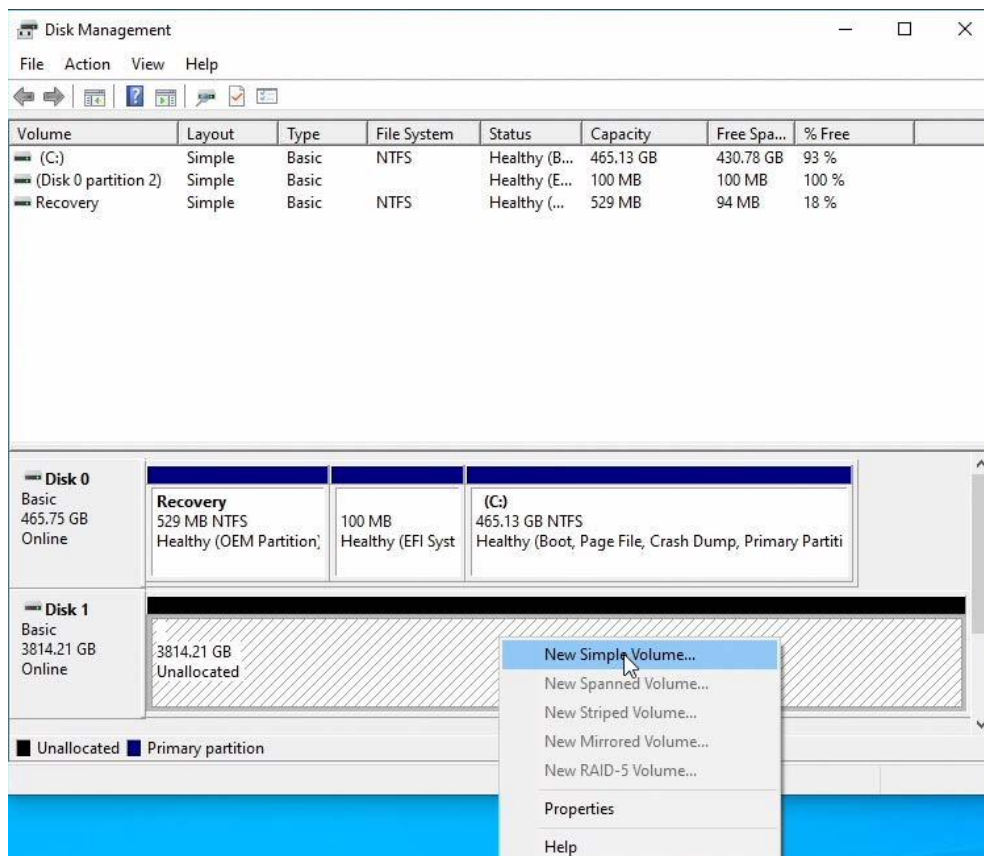 Disk Management
File Action View Help
Volume Layout Type File System Status Capacity Free Spa... % Free
(C:) Simple Basic NTFS Healthy (B... 465.13 GB 430.78 GB 93 %
(Disk 0 partition 2) Simple Basic Healthy (E... 100 MB 100 MB 100 %
Recovery Simple Basic NTFS Healthy (... 529 MB 94 MB 18 %
Disk 0
Basic
465.75 GB
Online
Recovery
529 MB NTFS
Healthy (OEM Partition)
100 MB
Healthy (EFI Syst
(C:)
465.13 GB NTFS
Healthy (Boot, Page File, Crash Dump, Primary Partiti
Disk 1
Basic
3814.21 GB
Online
3814.21 GB
Unallocated
New Simple Volume...
New Spanned Volume...
New Striped Volume...
New Mirrored Volume...
New RAID-5 Volume...
Properties
Help
Unallocated Primary partition